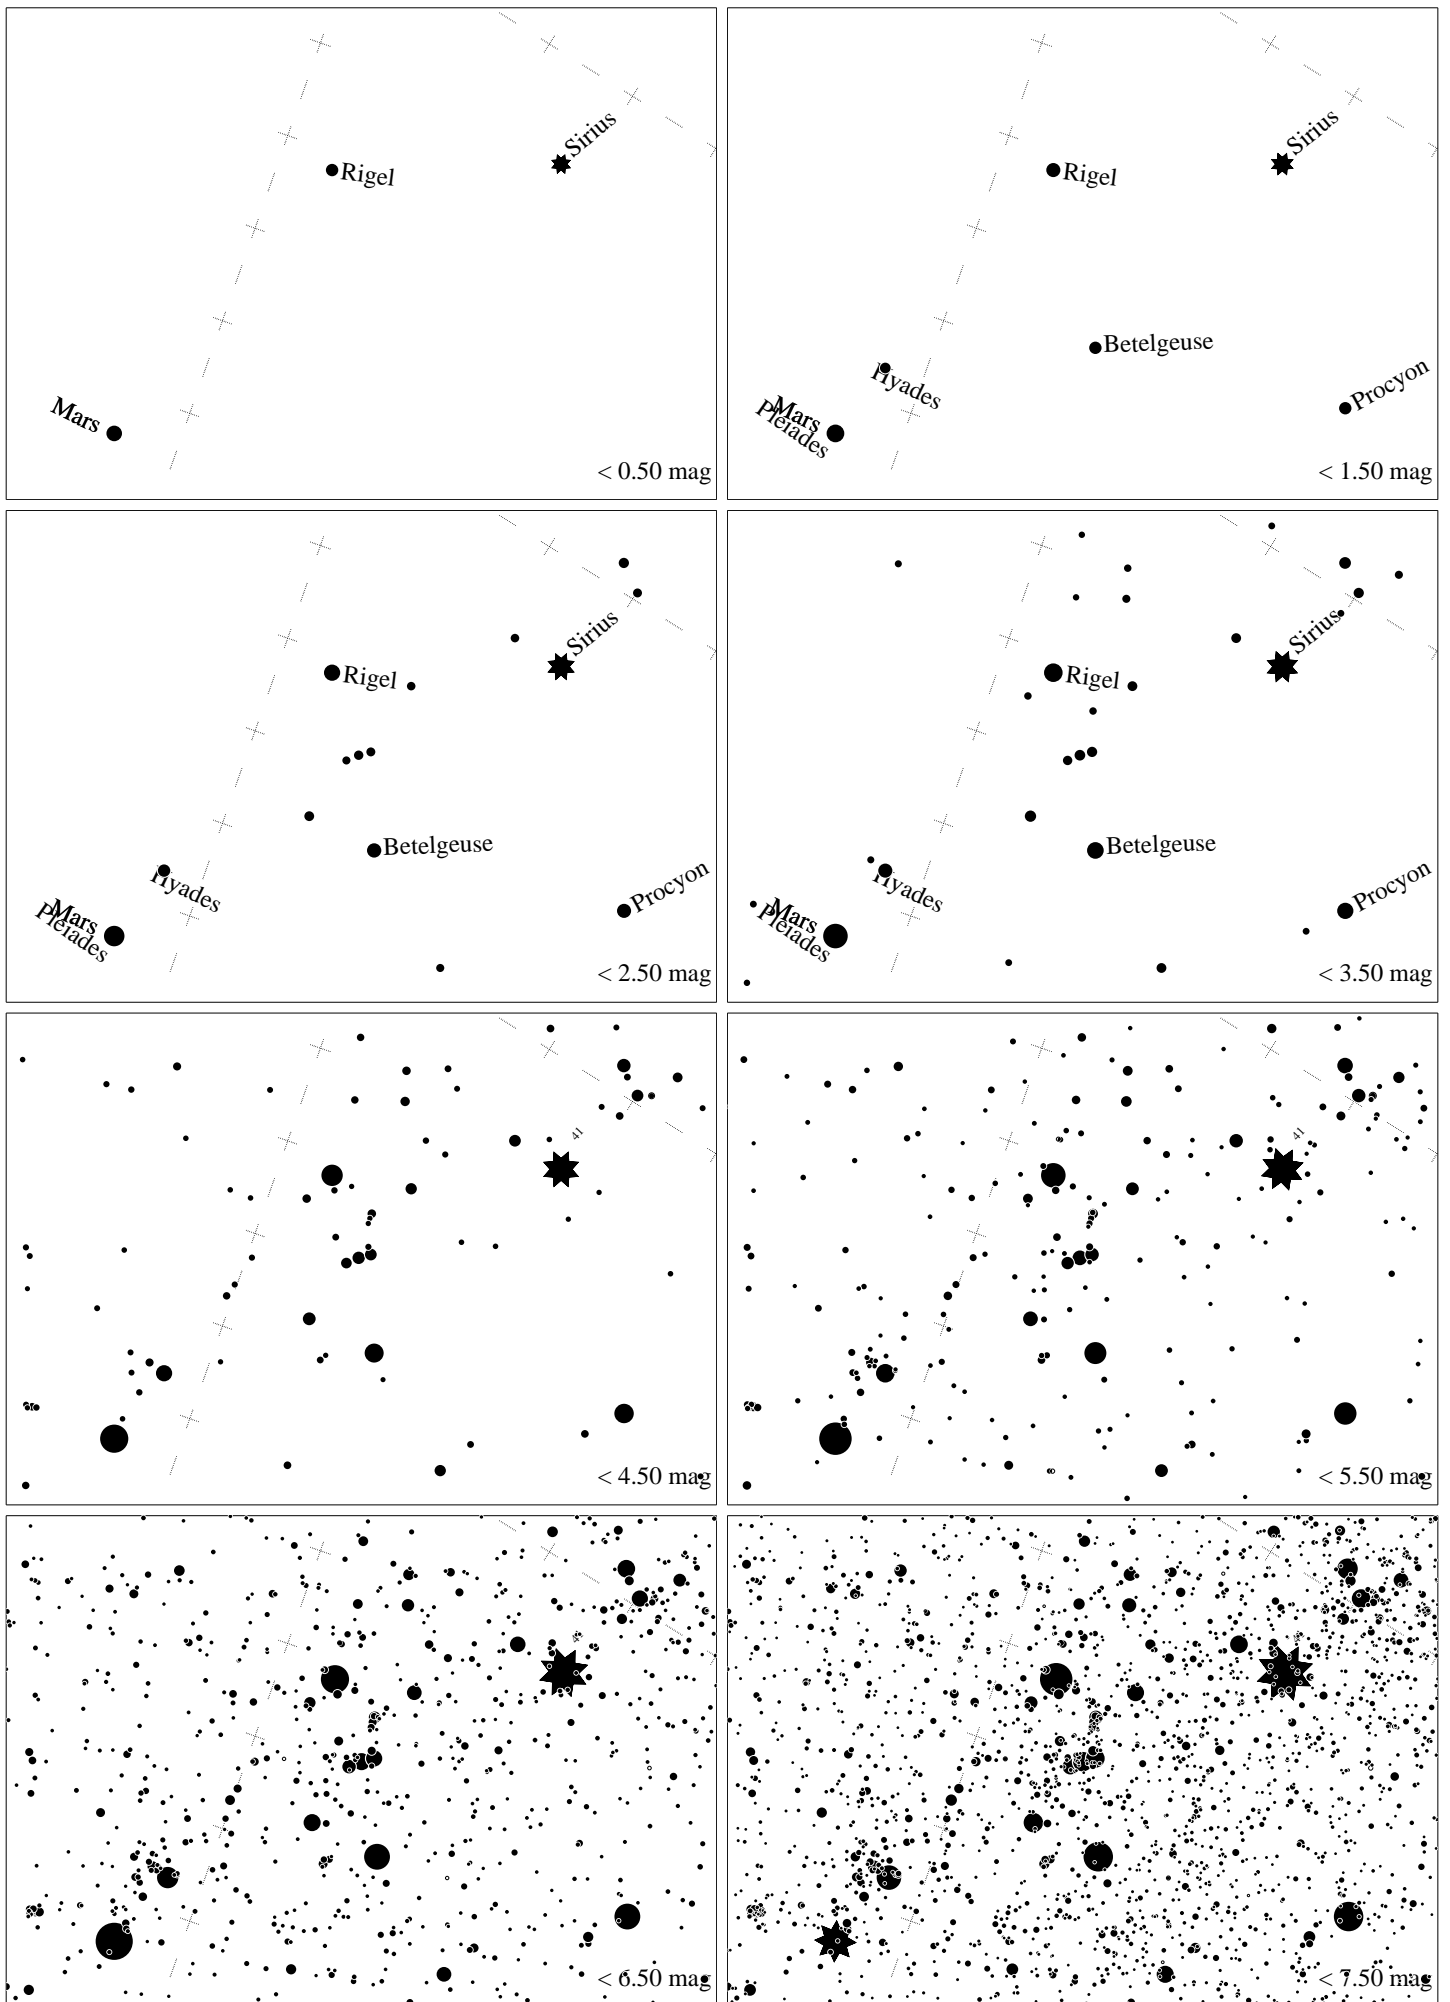 Sirius
Rigel
Mars
< 0.50 mag
Sirius
Rigel
Betelgeuse
Hyades
Procyon
Mars
Pleiades
< 1.50 mag
Sirius
Rigel
Betelgeuse
Hyades
Procyon
Mars
Pleiades
< 2.50 mag
Sirius
Rigel
Betelgeuse
Hyades
Procyon
Mars
Pleiades
< 3.50 mag
41
< 4.50 mag
41
< 5.50 mag
< 6.50 mag
< 7.50 mag